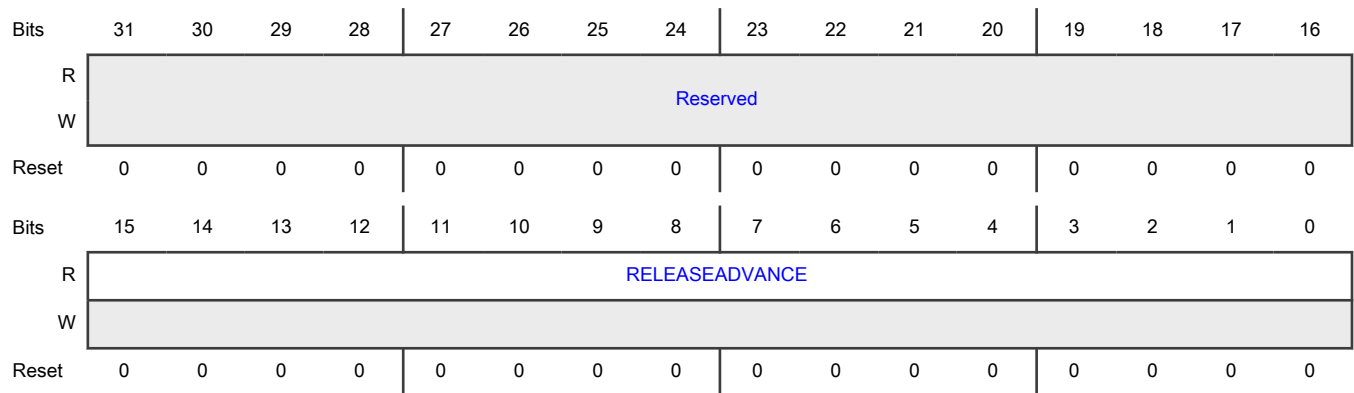 Bits 31 30 29 28 27 26 25 24 23 22 21 20 19 18 17 16
R
Reserved
W
Reset 0 0 0 0 0 0 0 0 0 0 0 0 0 0 0 0
Bits 15 14 13 12 11 10 9 8 7 6 5 4 3 2 1 0
R RELEASEADVANCE
W
Reset 0 0 0 0 0 0 0 0 0 0 0 0 0 0 0 0